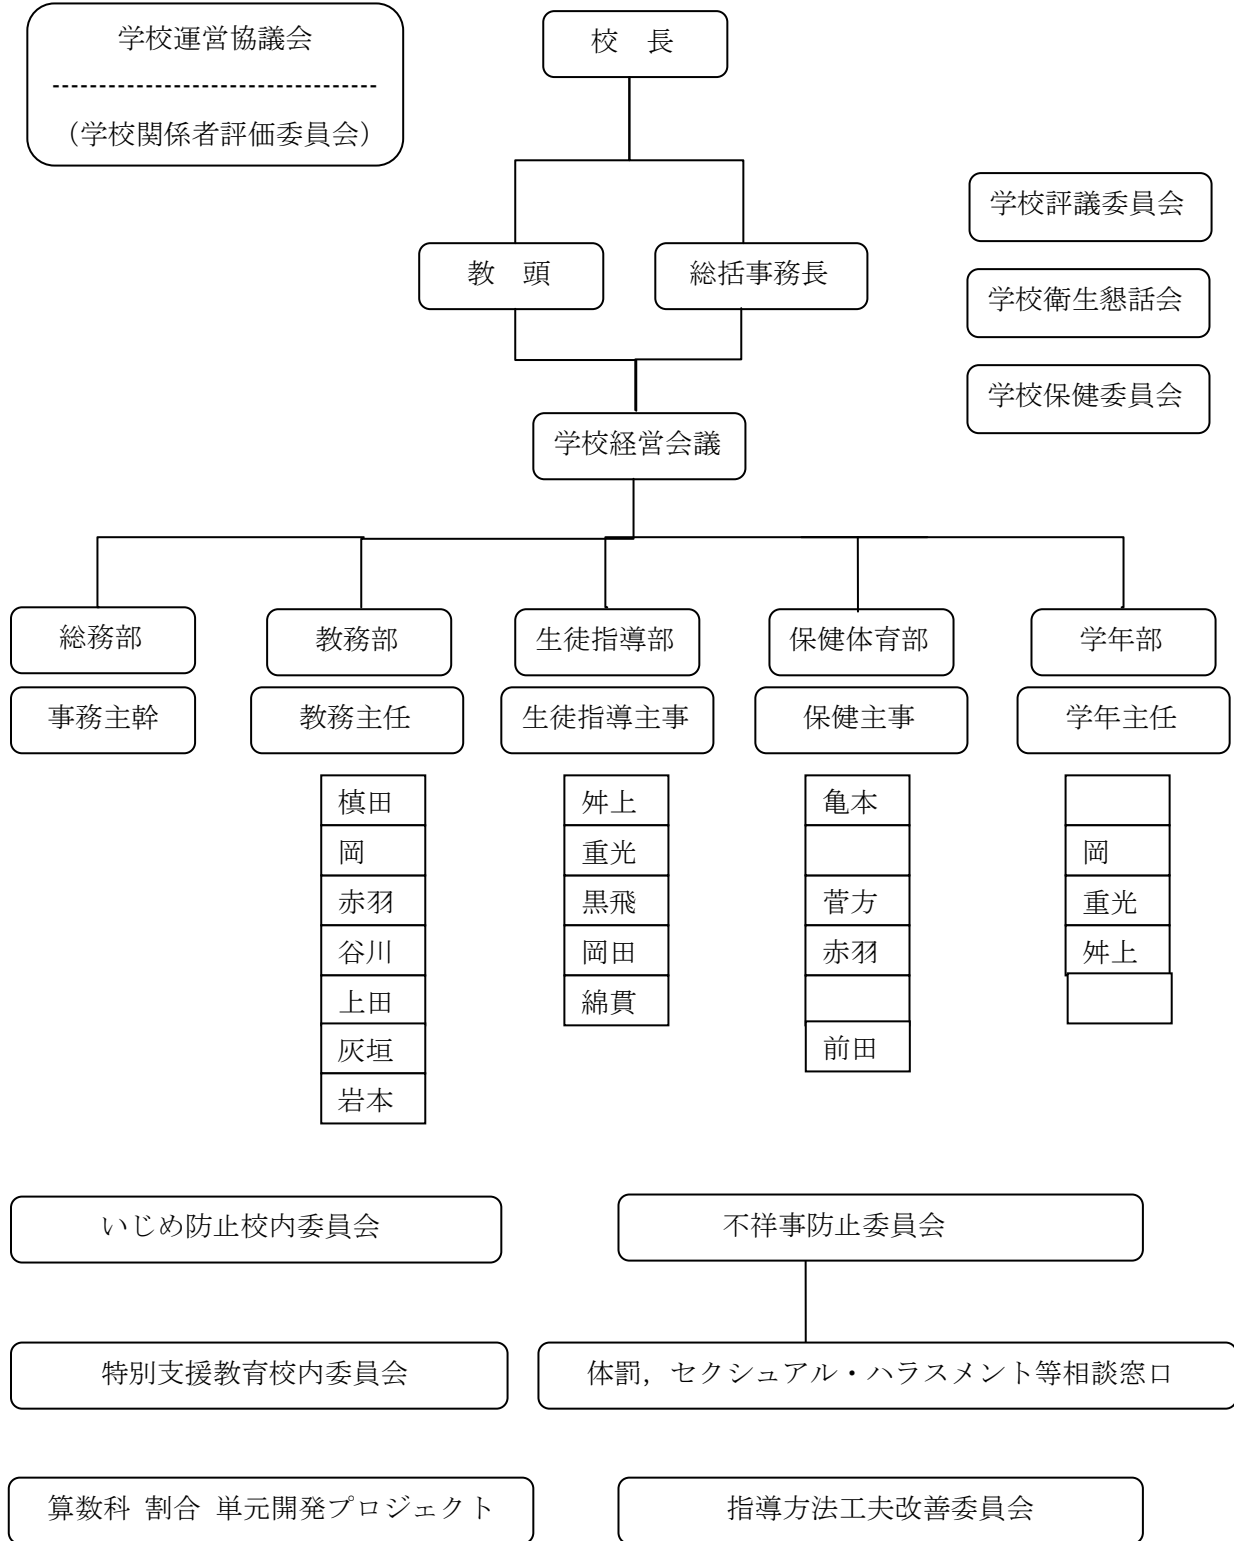 学校運営協議会
---------------------------------
（学校関係者評価委員会）
校　長
教　頭
総括事務長
学校評議委員会
学校衛生懇話会
学校保健委員会
学校経営会議
総務部
教務部
生徒指導部
保健体育部
学年部
事務主幹
教務主任
生徒指導主事
保健主事
学年主任
槙田
岡
赤羽
谷川
上田
灰垣
岩本
舛上
重光
黒飛
岡田
綿貫
亀本
菅方
赤羽
前田
岡
重光
舛上
いじめ防止校内委員会
不祥事防止委員会
特別支援教育校内委員会
体罰，セクシュアル・ハラスメント等相談窓口
算数科 割合 単元開発プロジェクト
指導方法工夫改善委員会